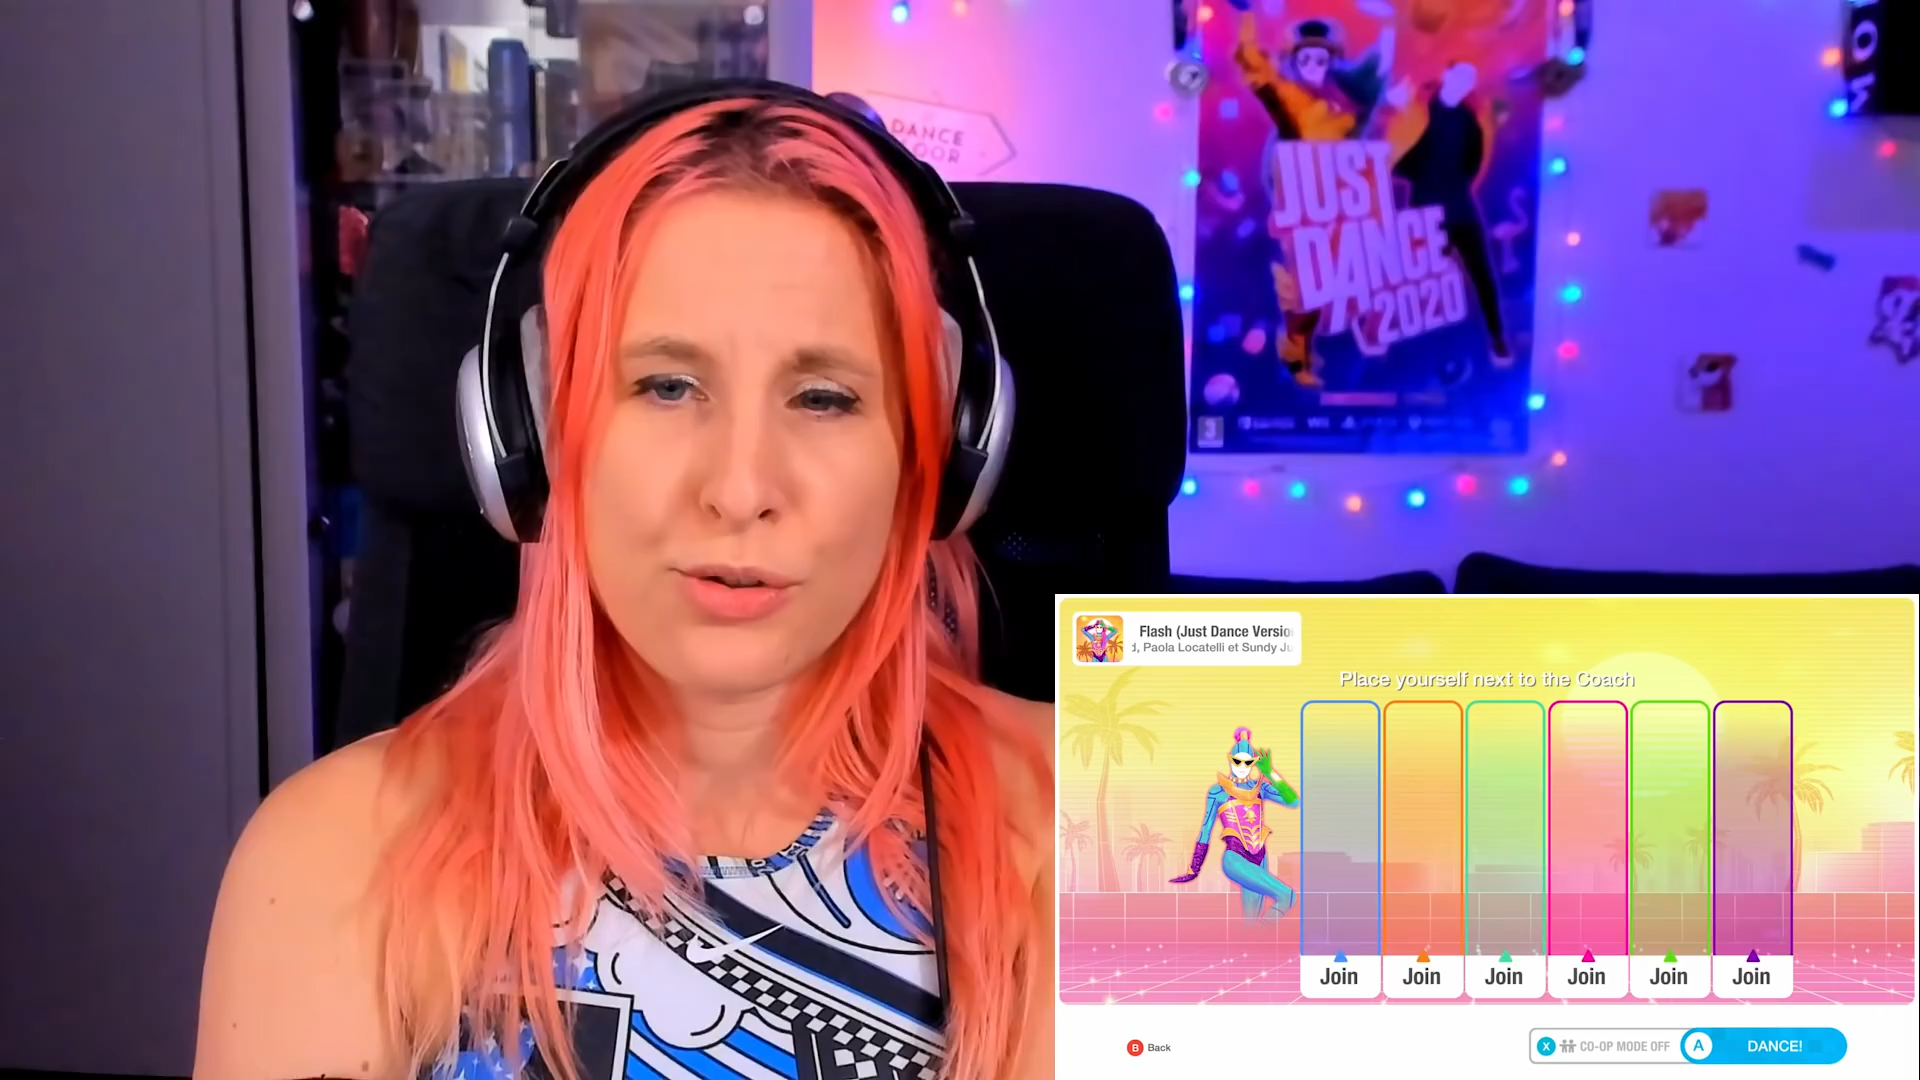 DANCE
JUST
DANCE
2020
3
Flash (Just Dance Versio
d, Paola Locatelli et Sundy Ju
Place yourself next to the Coach
Join
Join
Join
Join
Join
Join
B Back
X CO-OP MODE OFF
A DANCE!